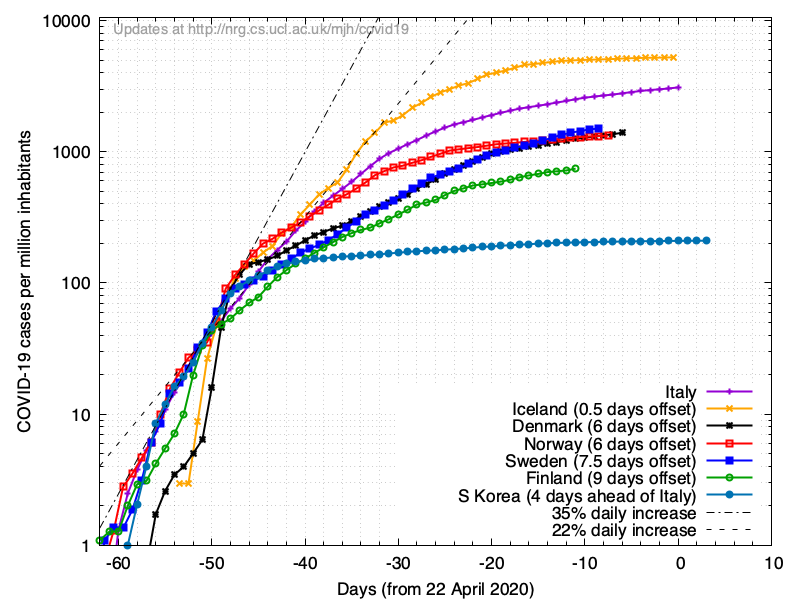 Updates at http://nrg.cs.ucl.ac.uk/mjh/covid19
COVID-19 cases per million inhabitants
10000
1000
100
10
1
Italy
Iceland (0.5 days offset)
Denmark (6 days offset)
Norway (6 days offset)
Sweden (7.5 days offset)
Finland (9 days offset)
S Korea (4 days ahead of Italy)
35% daily increase
22% daily increase
-60 -50 -40 -30 -20 -10 0 10
Days (from 22 April 2020)